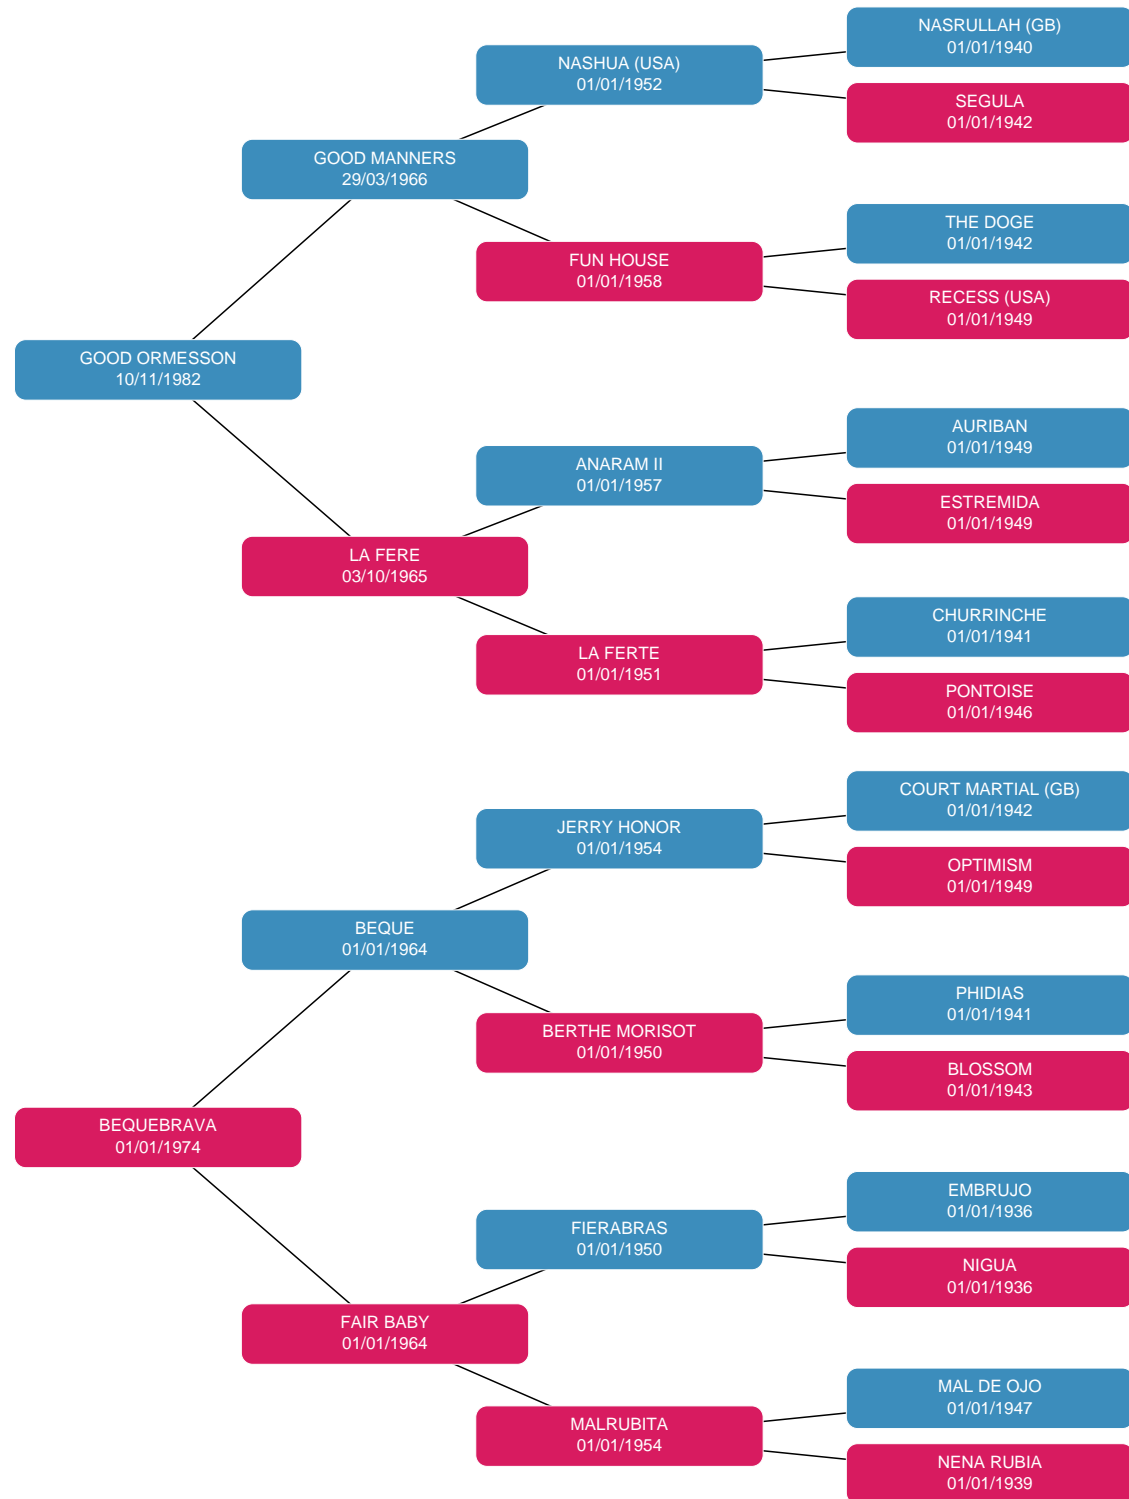 NASRULLAH (GB)
01/01/1940
NASHUA (USA)
01/01/1952
SEGULA
01/01/1942
GOOD MANNERS
29/03/1966
THE DOGE
01/01/1942
FUN HOUSE
01/01/1958
RECESS (USA)
01/01/1949
GOOD ORMESSON
10/11/1982
AURIBAN
01/01/1949
ANARAM II
01/01/1957
ESTREMIDA
01/01/1949
LA FERE
03/10/1965
CHURRINCHE
01/01/1941
LA FERTE
01/01/1951
PONTOISE
01/01/1946
COURT MARTIAL (GB)
01/01/1942
JERRY HONOR
01/01/1954
OPTIMISM
01/01/1949
BEQUE
01/01/1964
PHIDIAS
01/01/1941
BERTHE MORISOT
01/01/1950
BLOSSOM
01/01/1943
BEQUEBRAVA
01/01/1974
EMBRUJO
01/01/1936
FIERABRAS
01/01/1950
NIGUA
01/01/1936
FAIR BABY
01/01/1964
MAL DE OJO
01/01/1947
MALRUBITA
01/01/1954
NENA RUBIA
01/01/1939